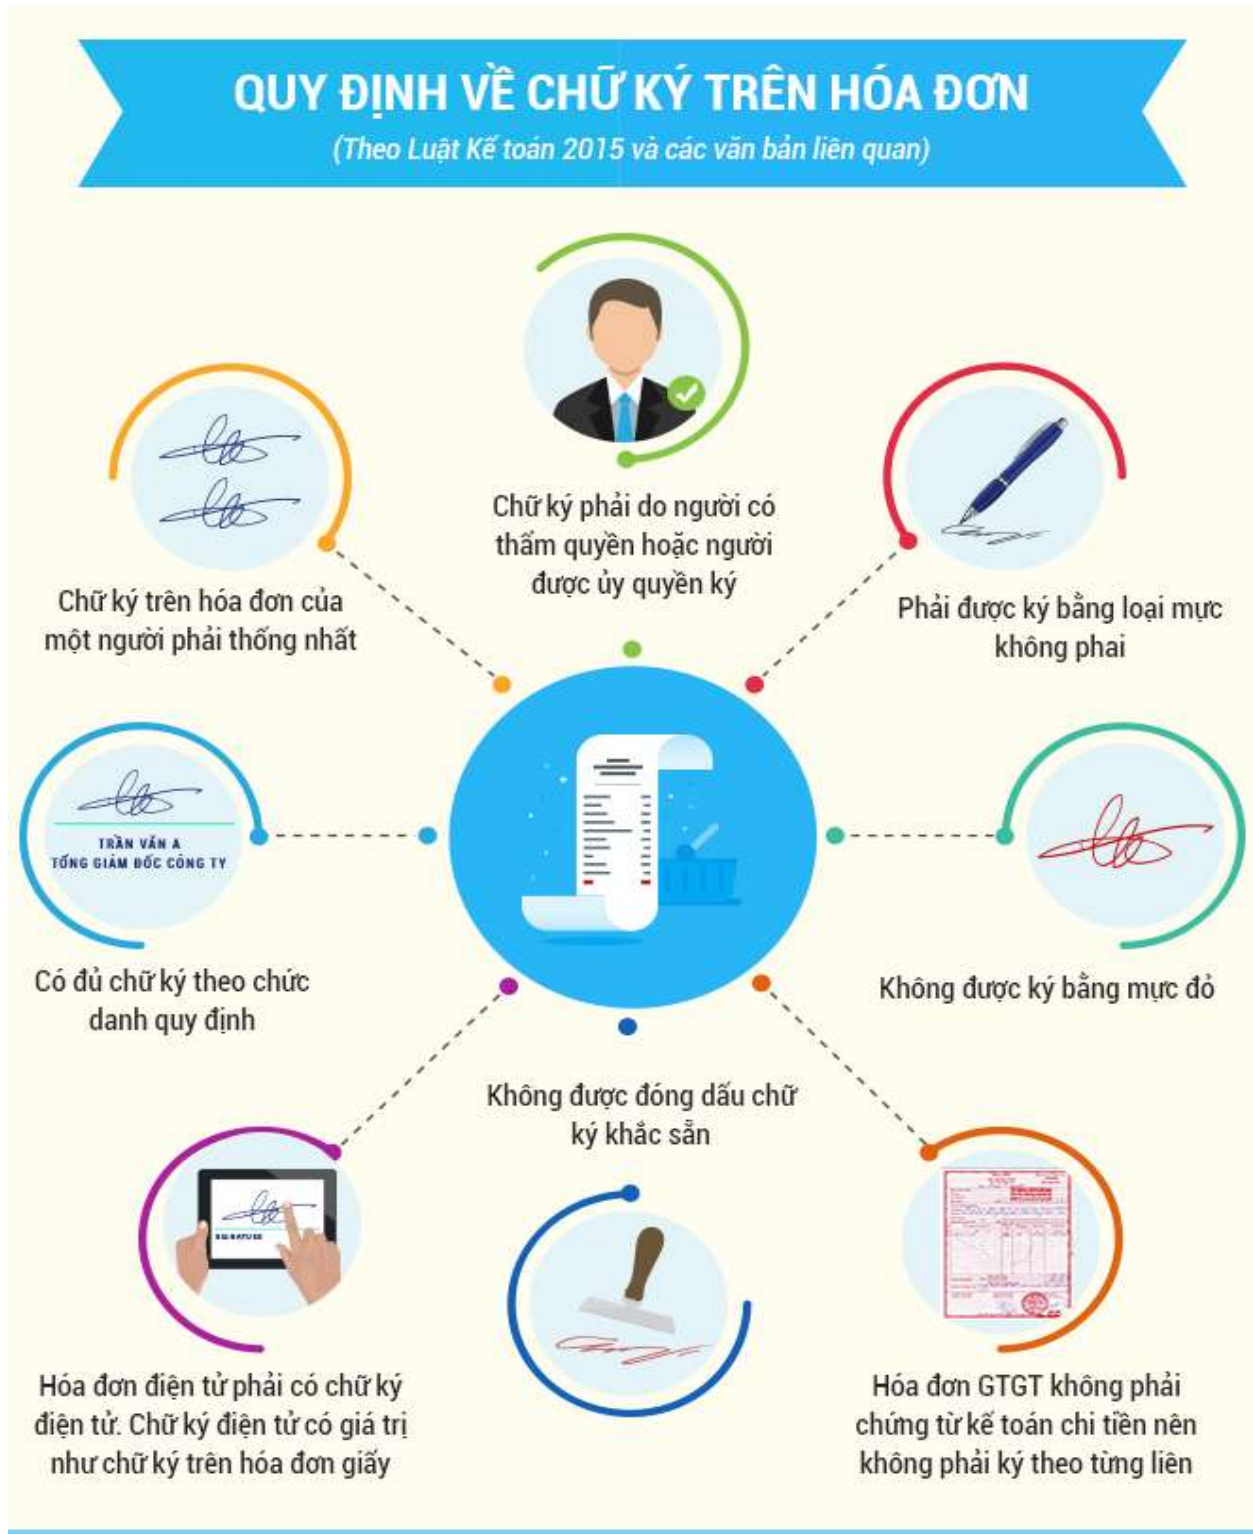 QUY ĐỊNH VỀ CHỮ KÝ TRÊN HÓA ĐƠN
(Theo Luật Kế toán 2015 và các văn bản liên quan)
Chữ ký phải do người có
thẩm quyền hoặc người
được ủy quyền ký
Chữ ký trên hóa đơn của
một người phải thống nhất
Phải được ký bằng loại mực
không phai
TRẦN VĂN A
TỔNG GIÁM ĐỐC CÔNG TY
Có đủ chữ ký theo chức
danh quy định
Không được ký bằng mực đỏ
Không được đóng dấu chữ
ký khắc sẵn
SIGNATURE
Hóa đơn điện tử phải có chữ ký
điện tử. Chữ ký điện tử có giá trị
như chữ ký trên hóa đơn giấy
Hóa đơn GTGT không phải
chứng từ kế toán chi tiền nên
không phải ký theo từng liên